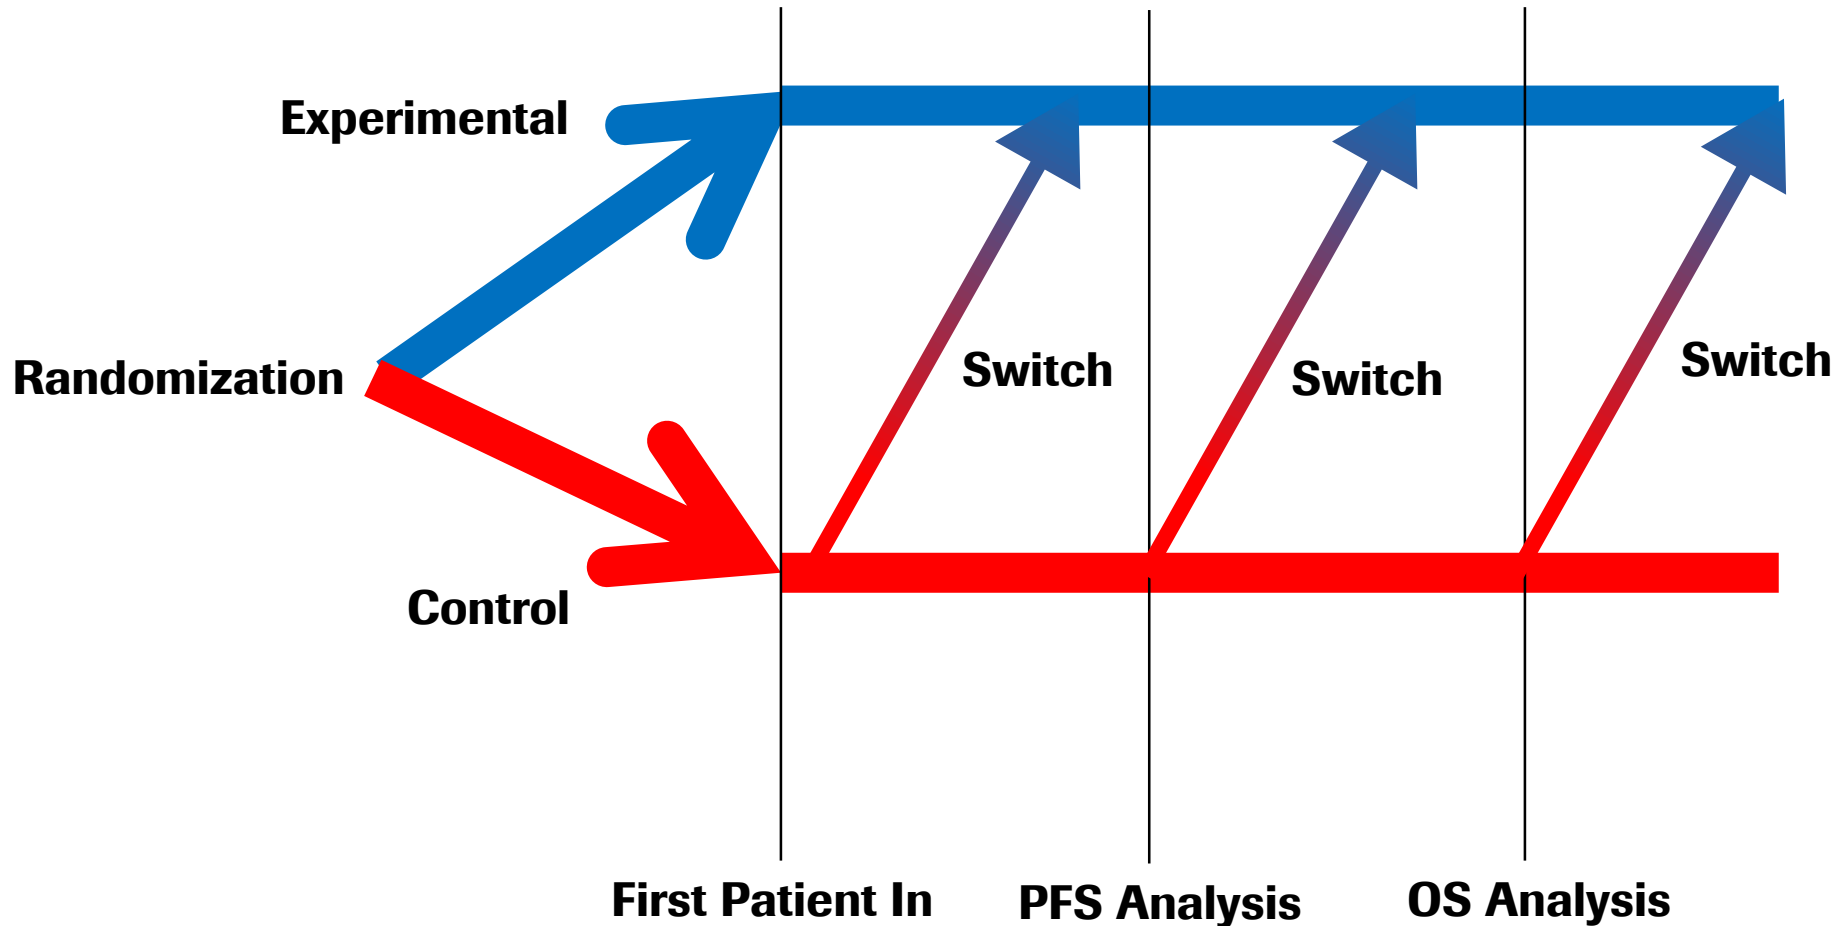 Experimental
Randomization
Switch
Switch
Switch
Control
First Patient In
PFS Analysis
OS Analysis